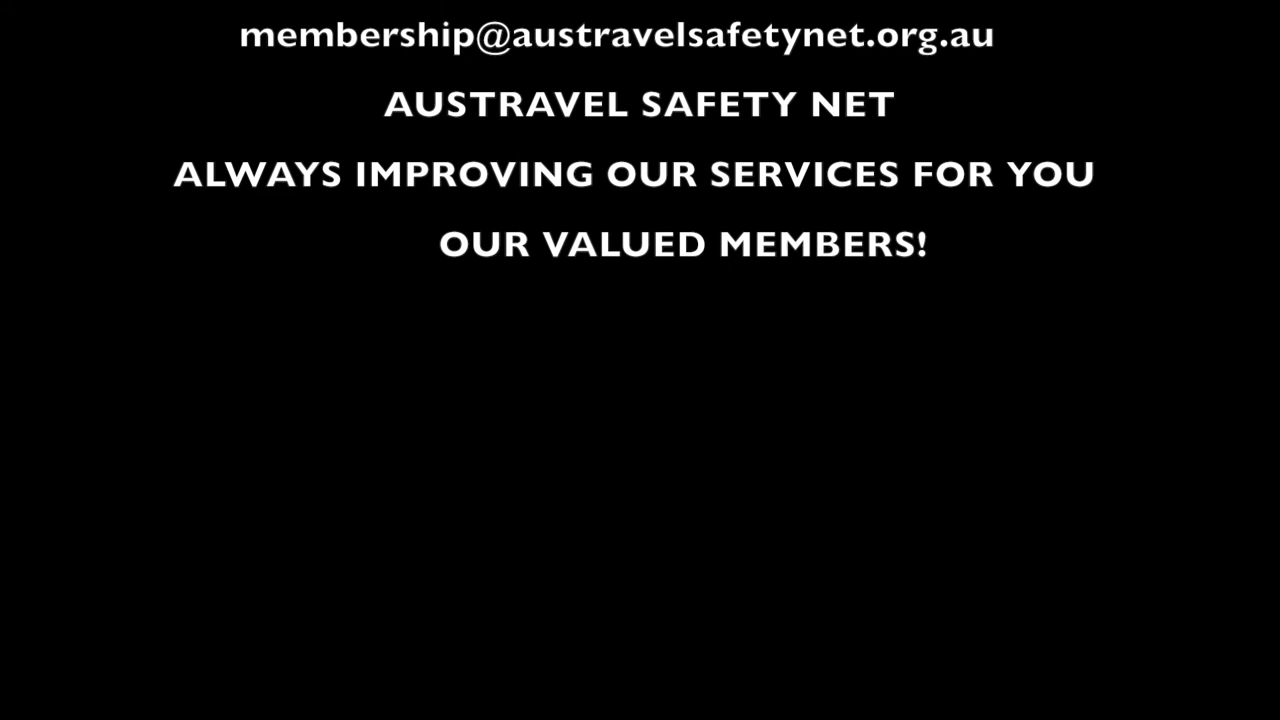 membership@austravelsafetynet.org.au
AUSTRAVEL SAFETY NET
ALWAYS IMPROVING OUR SERVICES FOR YOU
OUR VALUED MEMBERS!